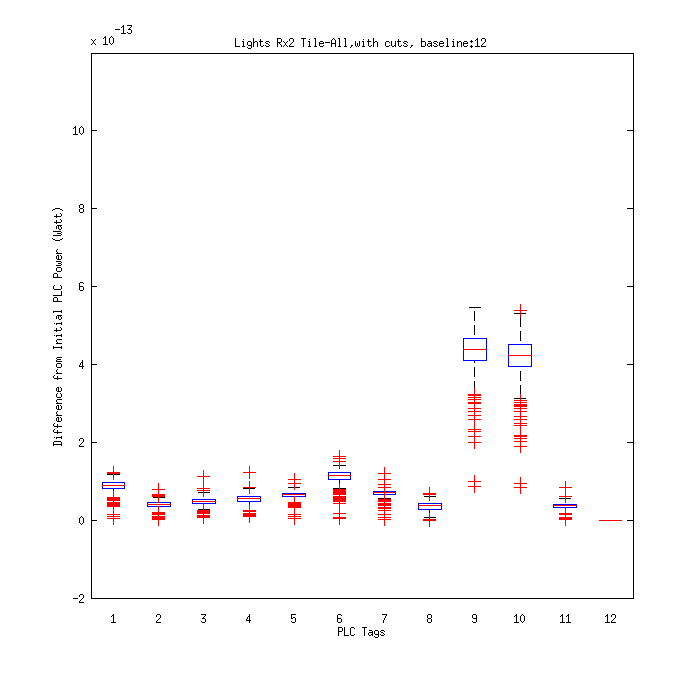 x 10^-13
Lights Rx2 Tile-All,with cuts, baseline:12
10
8
6
4
2
0
-2
Difference from Initial PLC Power (Watt)
1 2 3 4 5 6 7 8 9 10 11 12
PLC Tags